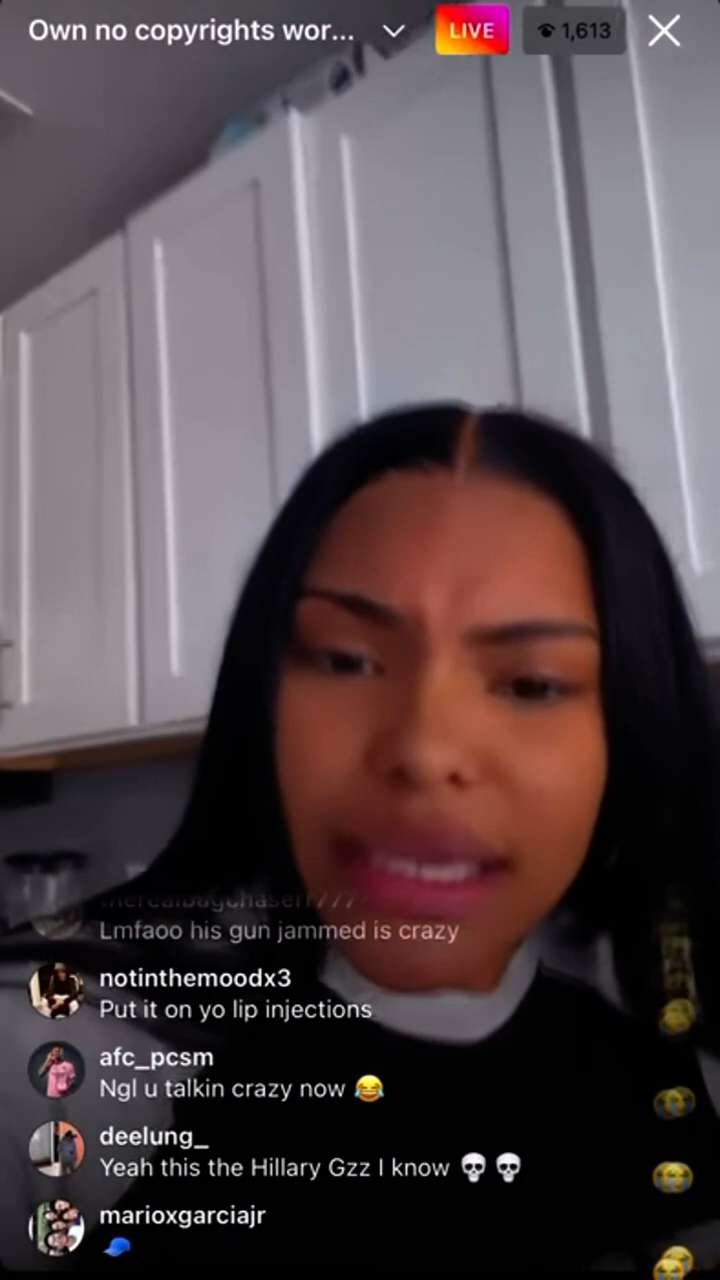 Own no copyrights wor...
LIVE
1,613
Lmfaoo his gun jammed is crazy
notinthemoodx3
Put it on yo lip injections
afc_pcsm
Ngl u talkin crazy now 😂
deelung_
Yeah this the Hillary Gzz I know 💀💀
marioxgarciajr
🧢